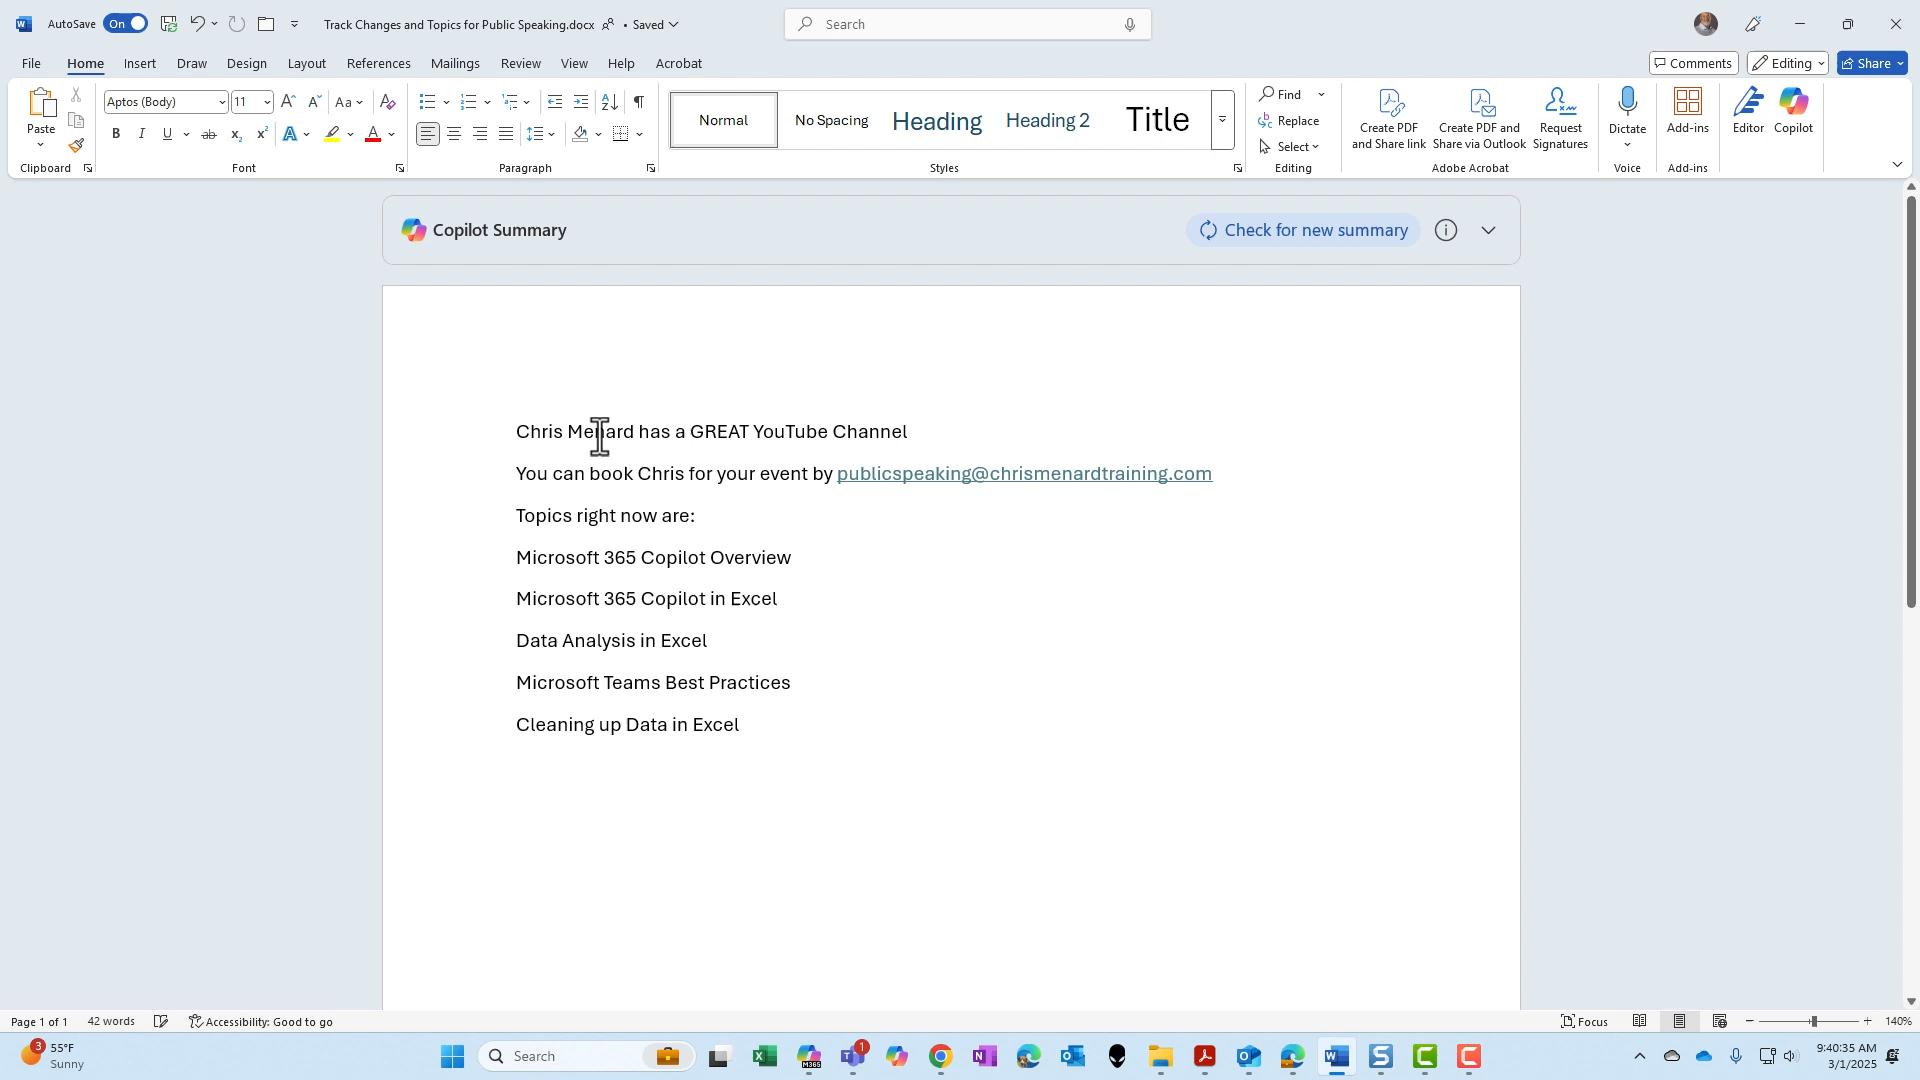 AutoSave On Track Changes and Topics for Public Speaking.docx • Saved Search
File Home Insert Draw Design Layout References Mailings Review View Help Acrobat Comments Editing Share
Paste
Clipboard
Aptos (Body) 11 Aa
Font
Paragraph
Normal No Spacing Heading Heading 2 Title
Styles
Find
Replace
Select
Editing
Create PDF and Share link
Create PDF and Share via Outlook
Request Signatures
Adobe Acrobat
Dictate
Voice
Add-ins
Add-ins
Editor
Copilot
Copilot Summary Check for new summary
Chris Menard has a GREAT YouTube Channel
You can book Chris for your event by publicspeaking@chrismenardtraining.com
Topics right now are:
Microsoft 365 Copilot Overview
Microsoft 365 Copilot in Excel
Data Analysis in Excel
Microsoft Teams Best Practices
Cleaning up Data in Excel
Page 1 of 1 42 words Accessibility: Good to go Focus 140%
3 55°F
Sunny
Search
M365
1
9:40:35 AM
3/1/2025